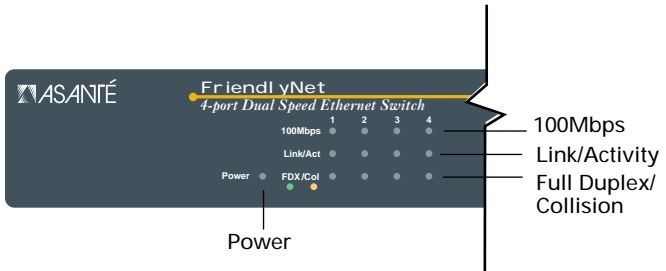 ASANTÉ
FriendlyNet
4-port Dual Speed Ethernet Switch
1 2 3 4
100Mbps
Link/Act
Power FDX/Col
100Mbps
Link/Activity
Full Duplex/
Collision
Power